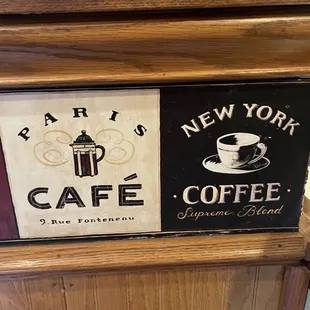 PARIS
CAFÉ
9. Rue Fontenenu
NEW YORK
COFFEE
Supreme Blend